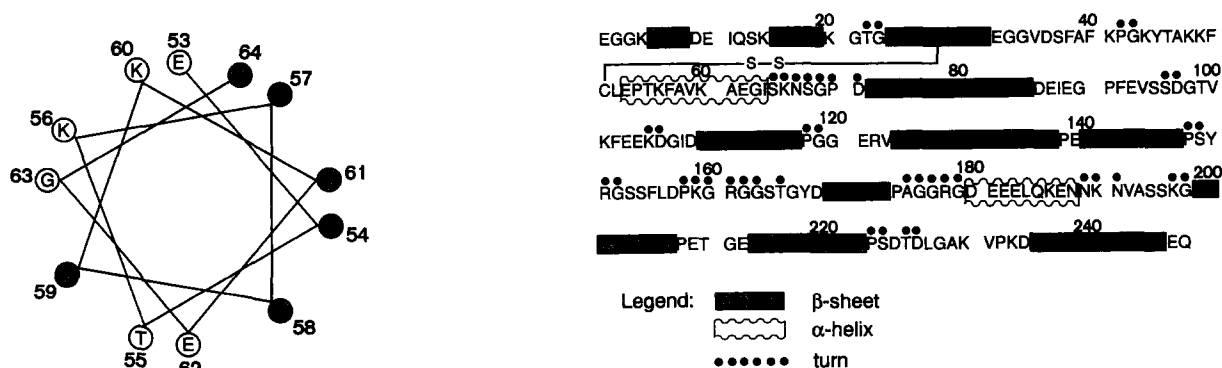 53
60
K
E
64
57
56
K
63
G
61
54
59
58
T
55
E
62
20
40
EGGK DE IQSK K GTG EGGVDSFAF KPGKYTAKKF
S S
60
80
100
CLEPTKFAVK AEGISKNSGP D DEIEG PFEVSSDGTV
120
140
KFEEKDGID PGG ERV PE PSY
160
180
200
RGSSFLDPKG RGGSTGYD PAGGRGD EEELQKENNK NVASSKG
220
240
PET GE PSDTDLGAK VPKD EQ
Legend: β-sheet
α-helix
turn